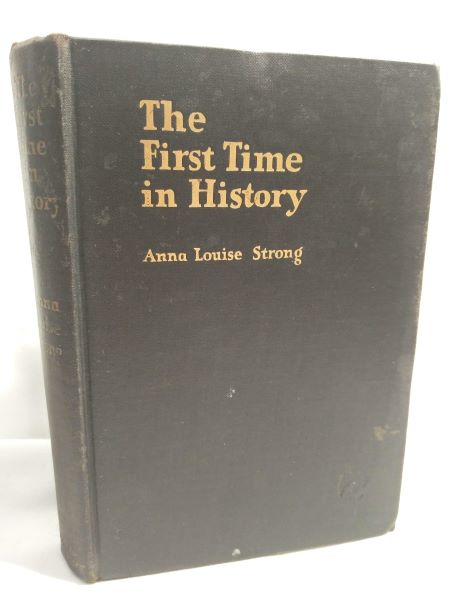 The
First Time
in History
Anna Louise Strong